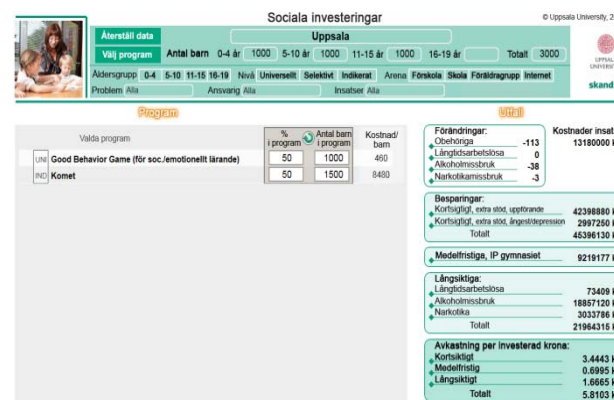 Sociala investeringar
© Uppsala University, 2
Återställ data
Uppsala
Välj program Antal barn 0-4 år 1000 5-10 år 1000 11-15 år 1000 16-19 år Totalt 3000
UPPSAL
UNIVERSI
Åldersgrupp 0-4 5-10 11-15 16-19 Nivå Universellt Selektivt Indikerat Arena Förskola Skola Föräldragrupp Internet
skand
Problem Alla Ansvarig Alla Insatser Alla
Program
Valda program % i program Antal barn i program Kostnad/ barn
UNI Good Behavior Game (för soc./emotionellt lärande) 50 1000 460
IND Komet 50 1500 8480
Utfall
Förändringar: Kostnader insat
Obehöriga -113 13180000 k
Långtidsarbetslösa 0
Alkoholmissbruk -38
Narkotikamissbruk -3
Besparingar:
Kortsigtigt, extra stöd, uppförande 42398880 k
Kortsigtigt, extra stöd, ångest/depression 2997250 k
Totalt 45396130 k
Medelfristiga, IP gymnasiet 9219177 k
Långsiktiga:
Långtidsarbetslösa 73409 k
Alkoholmissbruk 18857120 k
Narkotika 3033786 k
Totalt 21964315 k
Avkastning per investerad krona:
Kortsiktigt 3.4443 k
Medelfristig 0.6995 k
Långsiktigt 1.6665 k
Totalt 5.8103 k